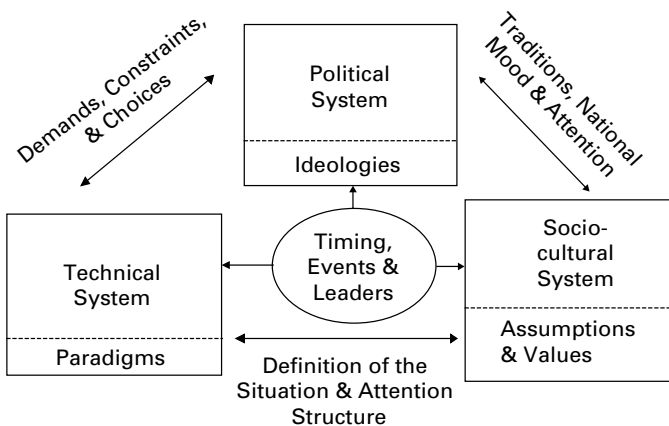 Demands, Constraints,
& Choices
Political
System
Ideologies
Traditions, National
Mood & Attention
Technical
System
Paradigms
Timing,
Events &
Leaders
Socio-
cultural
System
Assumptions
& Values
Definition of the
Situation & Attention
Structure